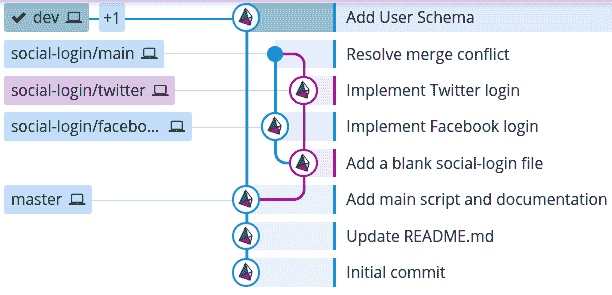 dev +1 Add User Schema
social-login/main Resolve merge conflict
social-login/twitter Implement Twitter login
social-login/facebo... Implement Facebook login
Add a blank social-login file
master Add main script and documentation
Update README.md
Initial commit